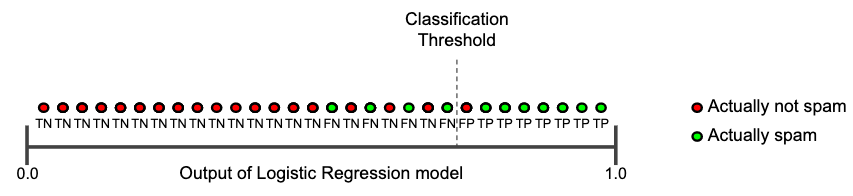 Classification
Threshold
Actually not spam
TN TN TN TN TN TN TN TN TN TN TN TN TN TN TN FN TN FN TN FN TN FN FP TP TP TP TP TP TP TP
Actually spam
0.0 Output of Logistic Regression model 1.0